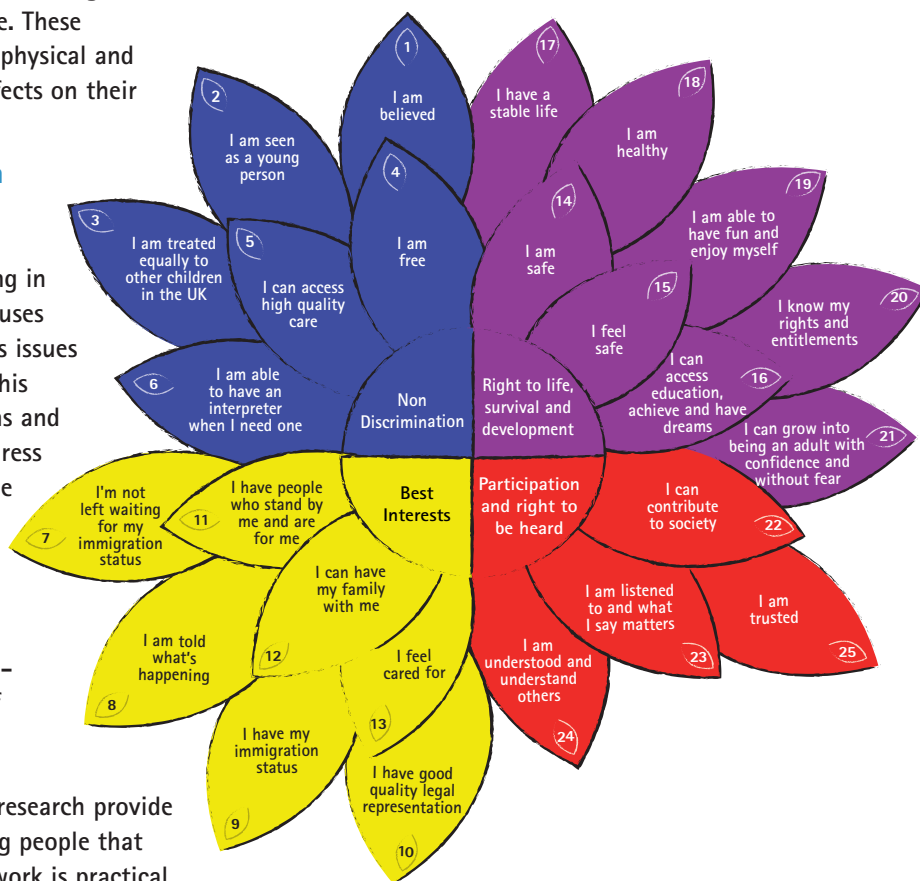 e. These
physical and
fects on their
ng in
uses
s issues
his
ns and
ress
e
research provide
g people that
work is practical
1
I am
believed
2
I am seen
as a young
person
3
I am treated
equally to
other children
in the UK
4
I am
free
5
I can access
high quality
care
6
I am able
to have an
interpreter
when I need one
Non
Discrimination
17
I have a
stable life
18
I am
healthy
19
I am able to
have fun and
enjoy myself
14
I am
safe
15
I feel
safe
20
I know my
rights and
entitlements
16
I can
access
education,
achieve and have
dreams
21
I can grow into
being an adult with
confidence and
without fear
Right to life,
survival and
development
Best
Interests
7
I'm not
left waiting
for my
immigration
status
11
I have people
who stand by
me and are
for me
12
I can have
my family
with me
8
I am told
what's
happening
13
I feel
cared for
9
I have my
immigration
status
10
I have good
quality legal
representation
Participation
and right to
be heard
22
I can
contribute
to society
23
I am listened
to and what
I say matters
24
I am
understood and
understand
others
25
I am
trusted